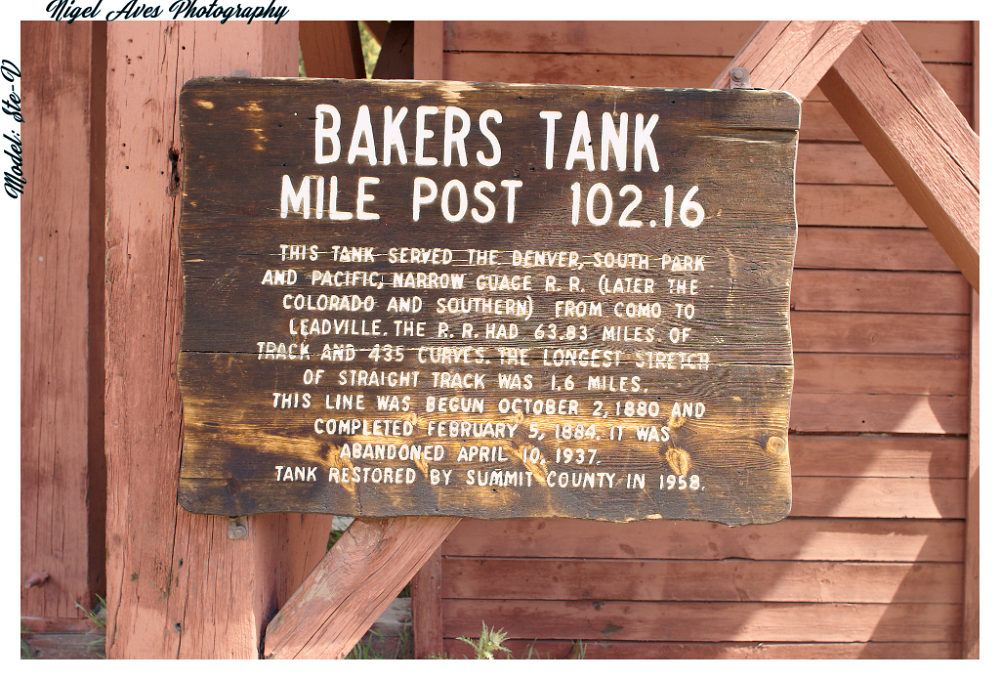 Nigel Aves Photography
Model: Ste-V
BAKERS TANK
MILE POST 102.16
THIS TANK SERVED THE DENVER, SOUTH PARK
AND PACIFIC, NARROW GUAGE R. R. (LATER THE
COLORADO AND SOUTHERN) FROM COMO TO
LEADVILLE. THE R. R. HAD 63.83 MILES OF
TRACK AND 435 CURVES. THE LONGEST STRETCH
OF STRAIGHT TRACK WAS 1.6 MILES.
THIS LINE WAS BEGUN OCTOBER 2, 1880 AND
COMPLETED FEBRUARY 5, 1884. IT WAS
ABANDONED APRIL 10, 1937.
TANK RESTORED BY SUMMIT COUNTY IN 1958.